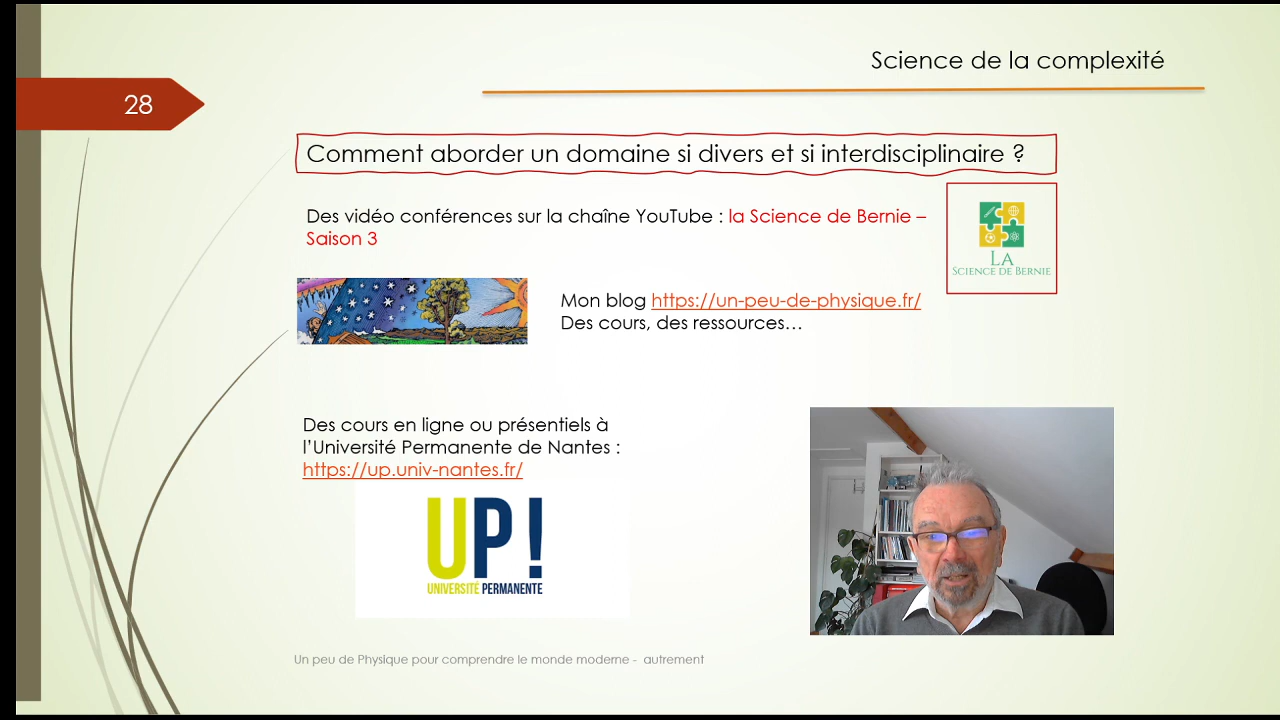 Science de la complexité
28
Comment aborder un domaine si divers et si interdisciplinaire ?
Des vidéo conférences sur la chaîne YouTube : la Science de Bernie –
Saison 3
LA
SCIENCE DE BERNIE
Mon blog https://un-peu-de-physique.fr/
Des cours, des ressources…
Des cours en ligne ou présentiels à
l’Université Permanente de Nantes :
https://up.univ-nantes.fr/
UP!
UNIVERSITÉ PERMANENTE
Un peu de Physique pour comprendre le monde moderne - autrement